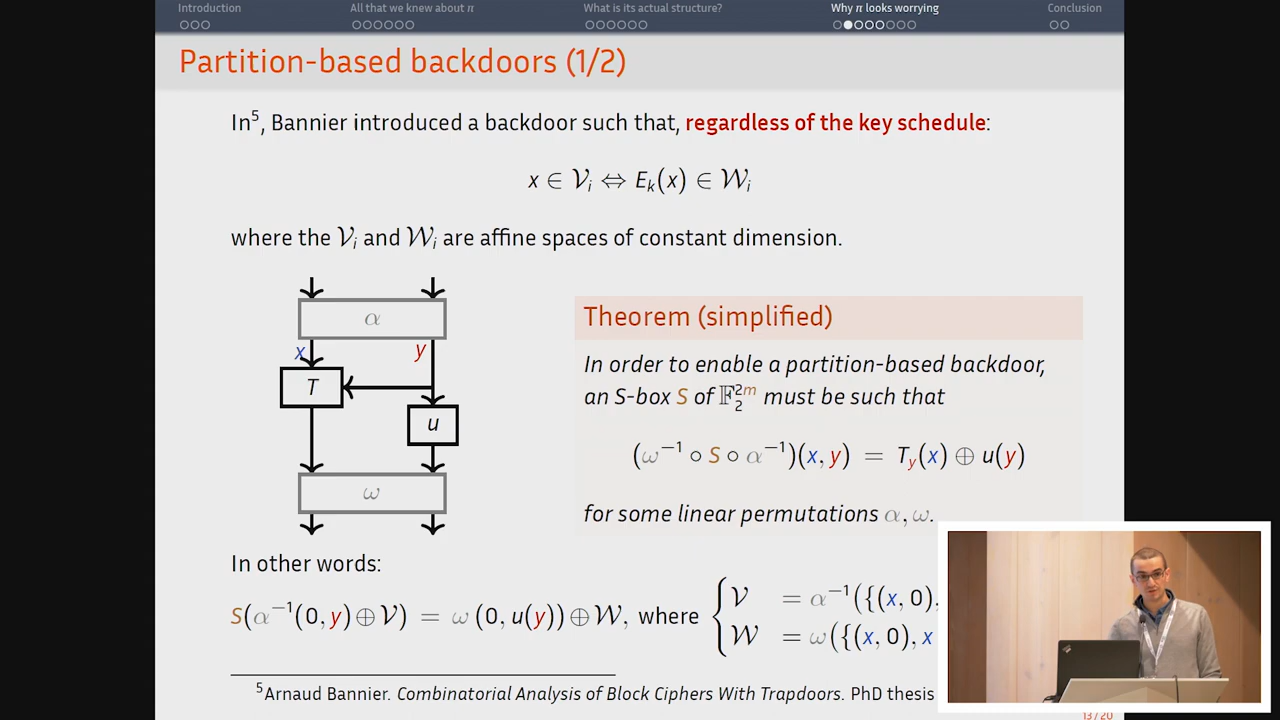 Introduction All that we knew about π What is its actual structure? Why π looks worrying Conclusion
Partition-based backdoors (1/2)
In⁵, Bannier introduced a backdoor such that, regardless of the key schedule:
x ∈ 𝒱ᵢ ⇔ Eₖ(x) ∈ 𝒲ᵢ
where the 𝒱ᵢ and 𝒲ᵢ are affine spaces of constant dimension.
α
x y
T
u
ω
Theorem (simplified)
In order to enable a partition-based backdoor,
an S-box S of 𝔽₂²ᵐ must be such that
(ω⁻¹ ∘ S ∘ α⁻¹)(x, y) = T_y(x) ⊕ u(y)
for some linear permutations α, ω.
In other words:
S(α⁻¹(0, y) ⊕ 𝒱) = ω (0, u(y)) ⊕ 𝒲, where
{ 𝒱 = α⁻¹({(x, 0),
𝒲 = ω({(x, 0), x
⁵Arnaud Bannier. Combinatorial Analysis of Block Ciphers With Trapdoors. PhD thesis
13/20